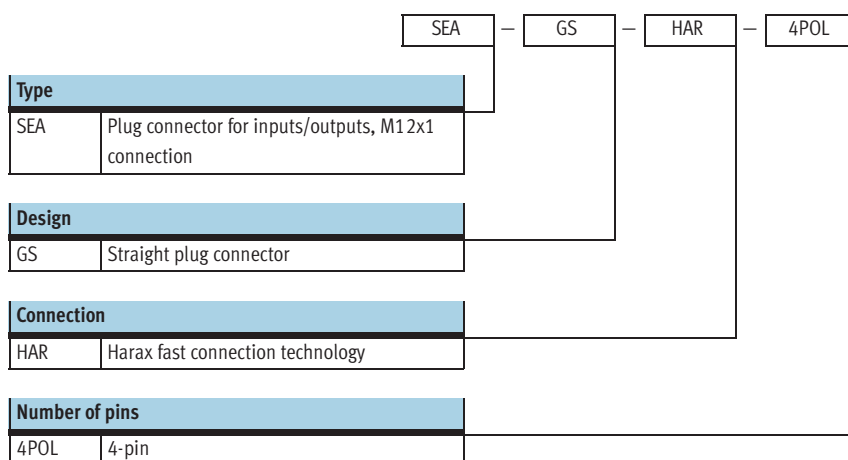 SEA – GS – HAR – 4POL
Type
SEA Plug connector for inputs/outputs, M12x1
connection
Design
GS Straight plug connector
Connection
HAR Harax fast connection technology
Number of pins
4POL 4-pin